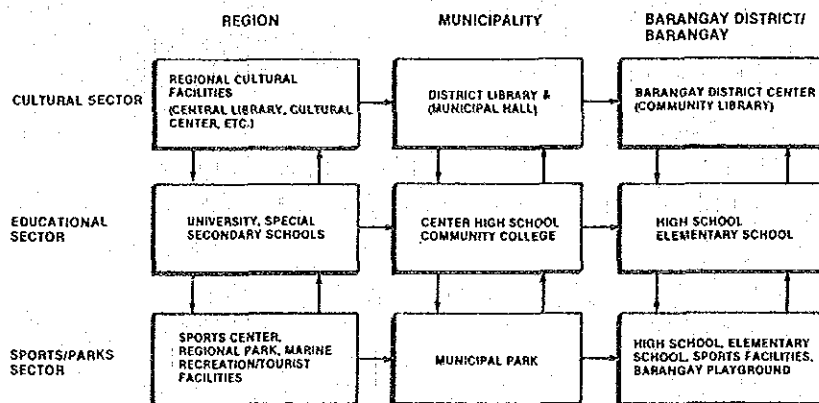 REGION
MUNICIPALITY
BARANGAY DISTRICT/
BARANGAY
CULTURAL SECTOR
REGIONAL CULTURAL
FACILITIES
(CENTRAL LIBRARY, CULTURAL
CENTER, ETC.)
DISTRICT LIBRARY &
(MUNICIPAL HALL)
BARANGAY DISTRICT CENTER
(COMMUNITY LIBRARY)
EDUCATIONAL
SECTOR
UNIVERSITY, SPECIAL
SECONDARY SCHOOLS
CENTER HIGH SCHOOL
COMMUNITY COLLEGE
HIGH SCHOOL
ELEMENTARY SCHOOL
SPORTS/PARKS
SECTOR
SPORTS CENTER,
REGIONAL PARK, MARINE
RECREATION/TOURIST
FACILITIES
MUNICIPAL PARK
HIGH SCHOOL, ELEMENTARY
SCHOOL, SPORTS FACILITIES,
BARANGAY PLAYGROUND